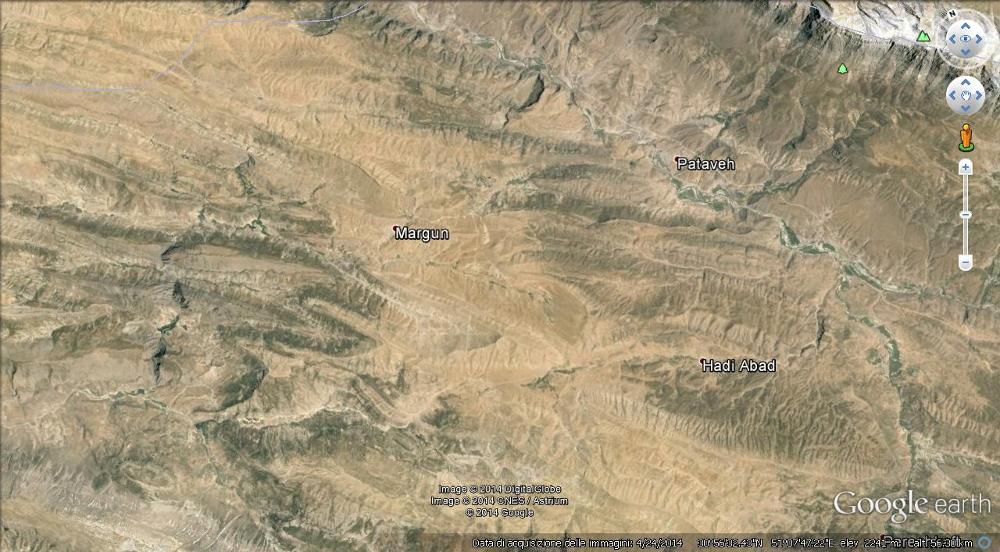 N
Pataveh
Margun
Hadi Abad
Image © 2014 DigitalGlobe
Image © 2014 CNES / Astrium
© 2014 Google
Google earth
Data di acquisizione delle immagini: 4/24/2014 30°56'32.43"N 51°07'47.22"E elev 2241 m alt 56.30 km